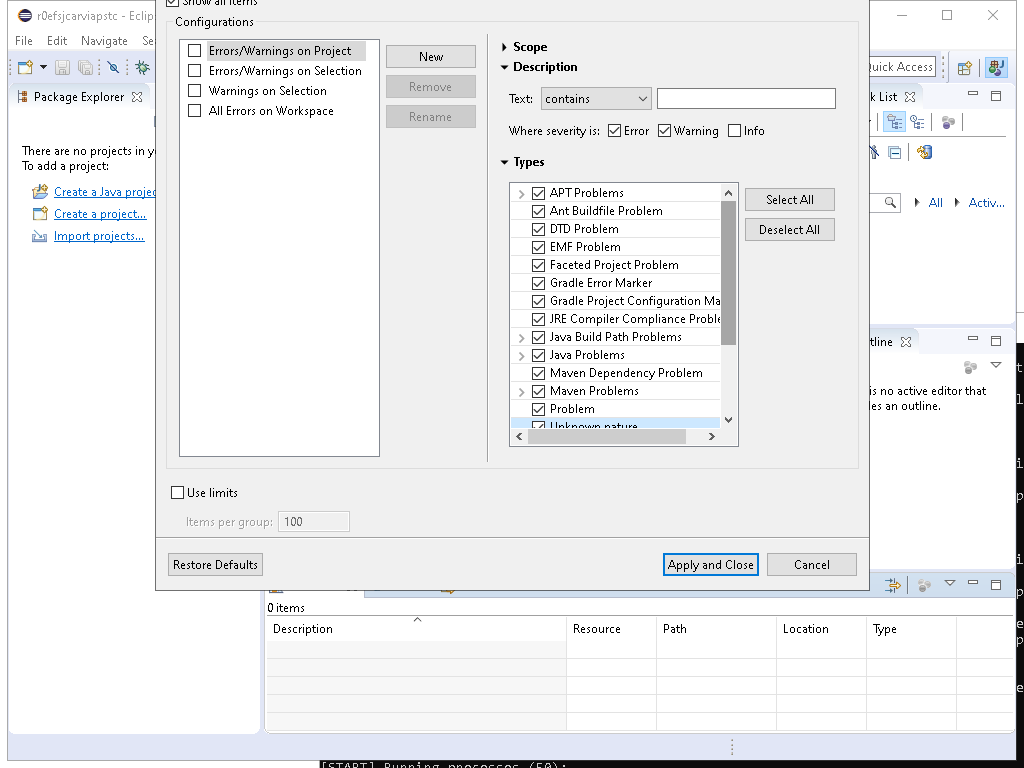 Show all items
r0efsjcarviapstc - Eclips
File Edit Navigate Se
Configurations
Errors/Warnings on Project
Errors/Warnings on Selection
Warnings on Selection
All Errors on Workspace
New
Remove
Rename
Scope
Description
Text: contains
Where severity is: Error Warning Info
Types
APT Problems
Ant Buildfile Problem
DTD Problem
EMF Problem
Faceted Project Problem
Gradle Error Marker
Gradle Project Configuration Ma
JRE Compiler Compliance Proble
Java Build Path Problems
Java Problems
Maven Dependency Problem
Maven Problems
Problem
Unknown nature
Select All
Deselect All
Use limits
Items per group: 100
Restore Defaults
Apply and Close
Cancel
Quick Access
Package Explorer
There are no projects in y
To add a project:
Create a Java projec
Create a project...
Import projects...
k List
All
Activ...
tline
is no active editor that
des an outline.
0 items
Description Resource Path Location Type
[START] Running processes (50):